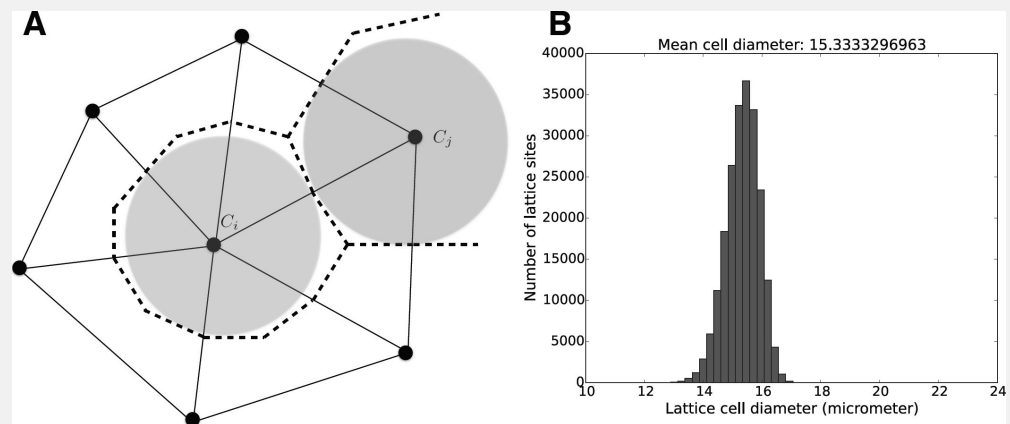 A
C_i
C_j
B
Mean cell diameter: 15.3333296963
Number of lattice sites
40000
35000
30000
25000
20000
15000
10000
5000
0
10 12 14 16 18 20 22 24
Lattice cell diameter (micrometer)